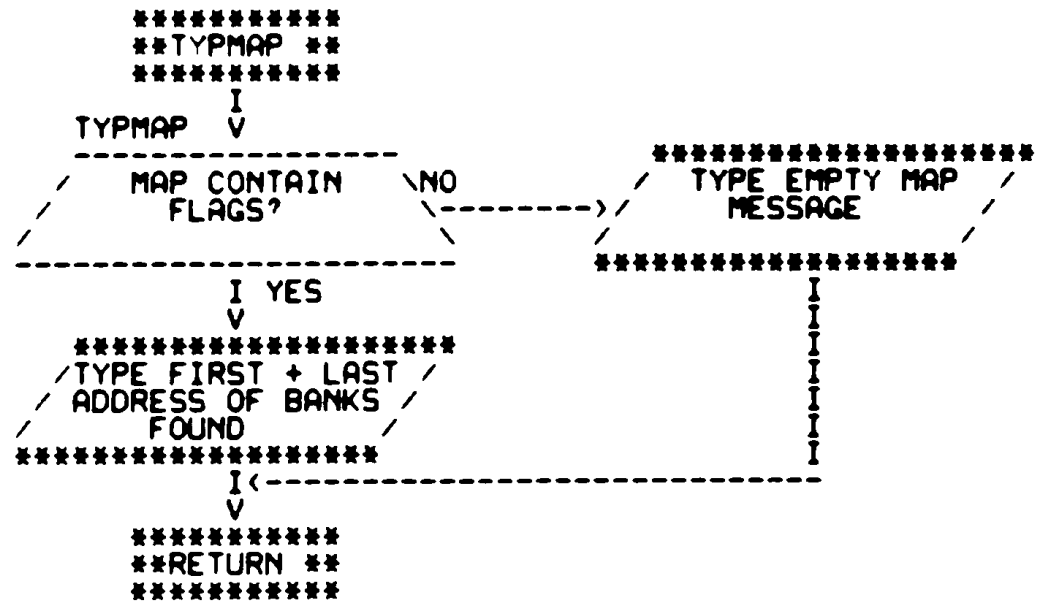 ***********
**TYPMAP **
***********
I
TYPMAP V
-----------------
********************
/ MAP CONTAIN \NO
/ FLAGS? \--------->
/ \
-----------------------
/ TYPE EMPTY MAP /
/ MESSAGE /
/ /
*******************
I YES
V
I
I
I
I
I
I
I
********************
/TYPE FIRST + LAST /
/ ADDRESS OF BANKS /
/ FOUND /
*******************
I<-----------------------------
V
***********
**RETURN **
***********